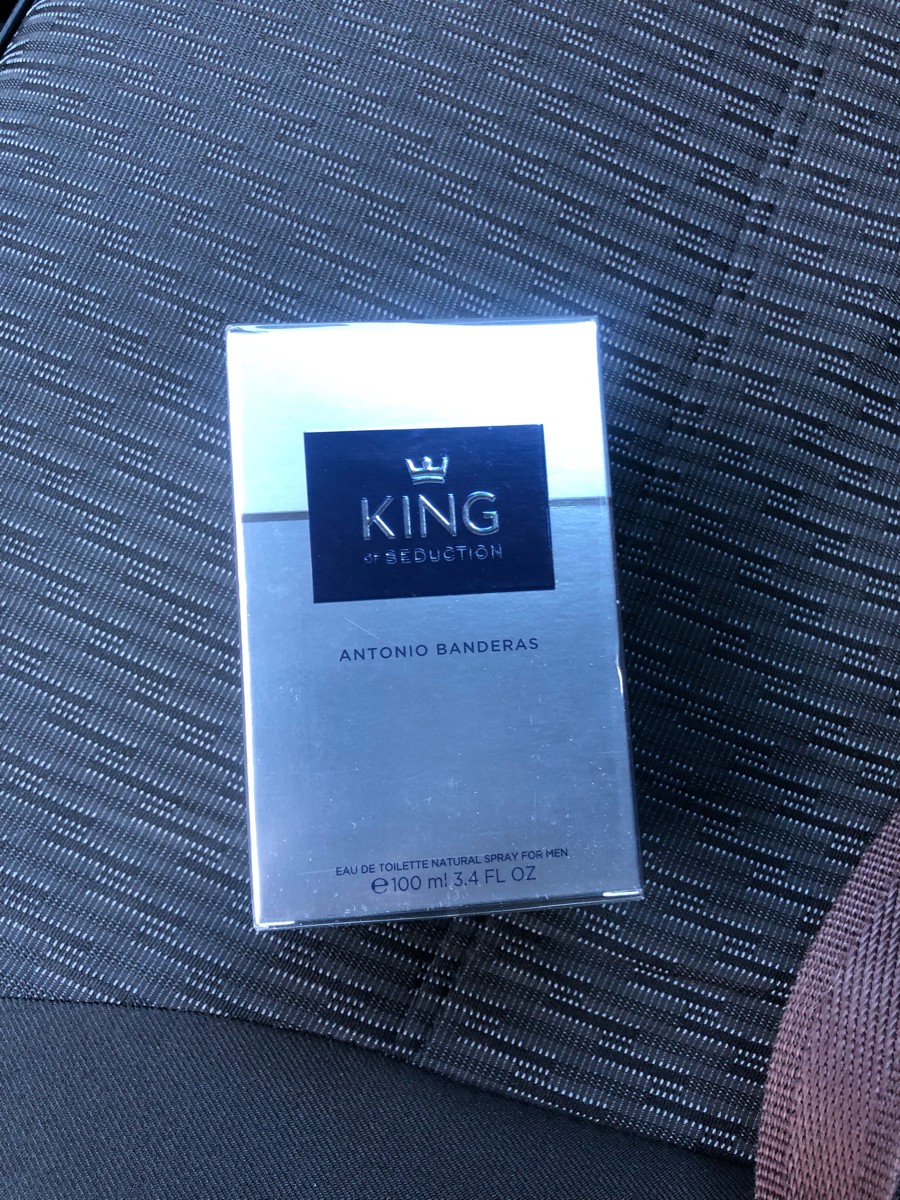 KING
OF SEDUCTION
ANTONIO BANDERAS
EAU DE TOILETTE NATURAL SPRAY FOR MEN
℮100 ml 3.4 FL OZ